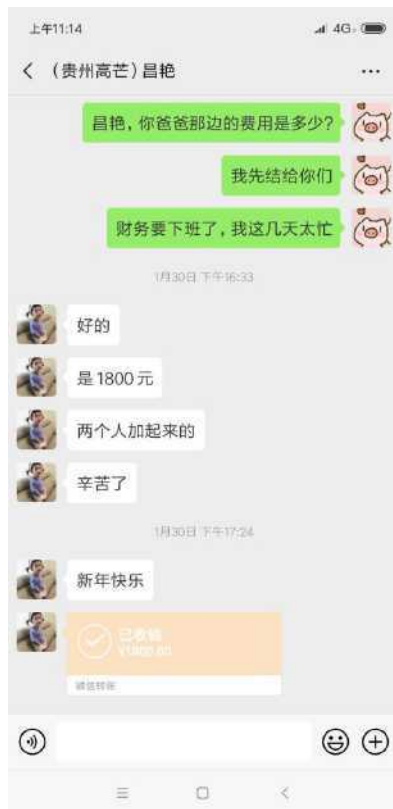 上午11:14
4G
(贵州高芒)昌艳
昌艳,你爸爸那边的费用是多少?
我先结给你们
财务要下班了,我这几天太忙
1月30日 下午16:33
好的
是1800元
两个人加起来的
辛苦了
1月30日 下午17:24
新年快乐
已收钱
¥1800.00
微信转账